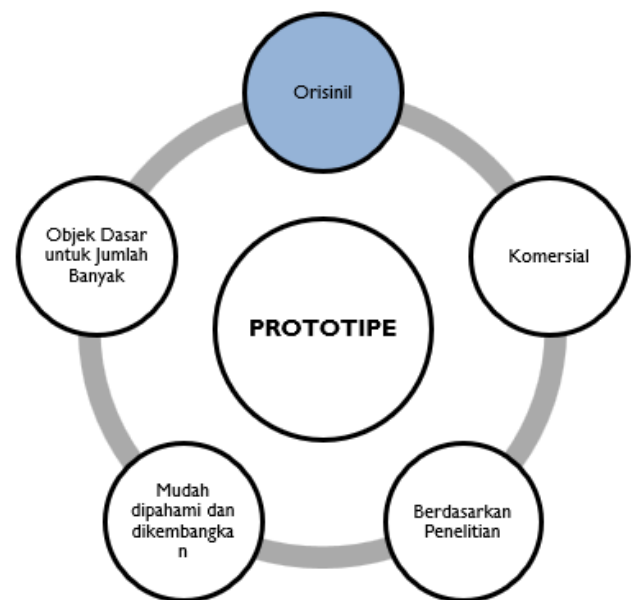 Orisinil
Komersial
Berdasarkan
Penelitian
Mudah
dipahami dan
dikembangka
n
Objek Dasar
untuk Jumlah
Banyak
PROTOTIPE